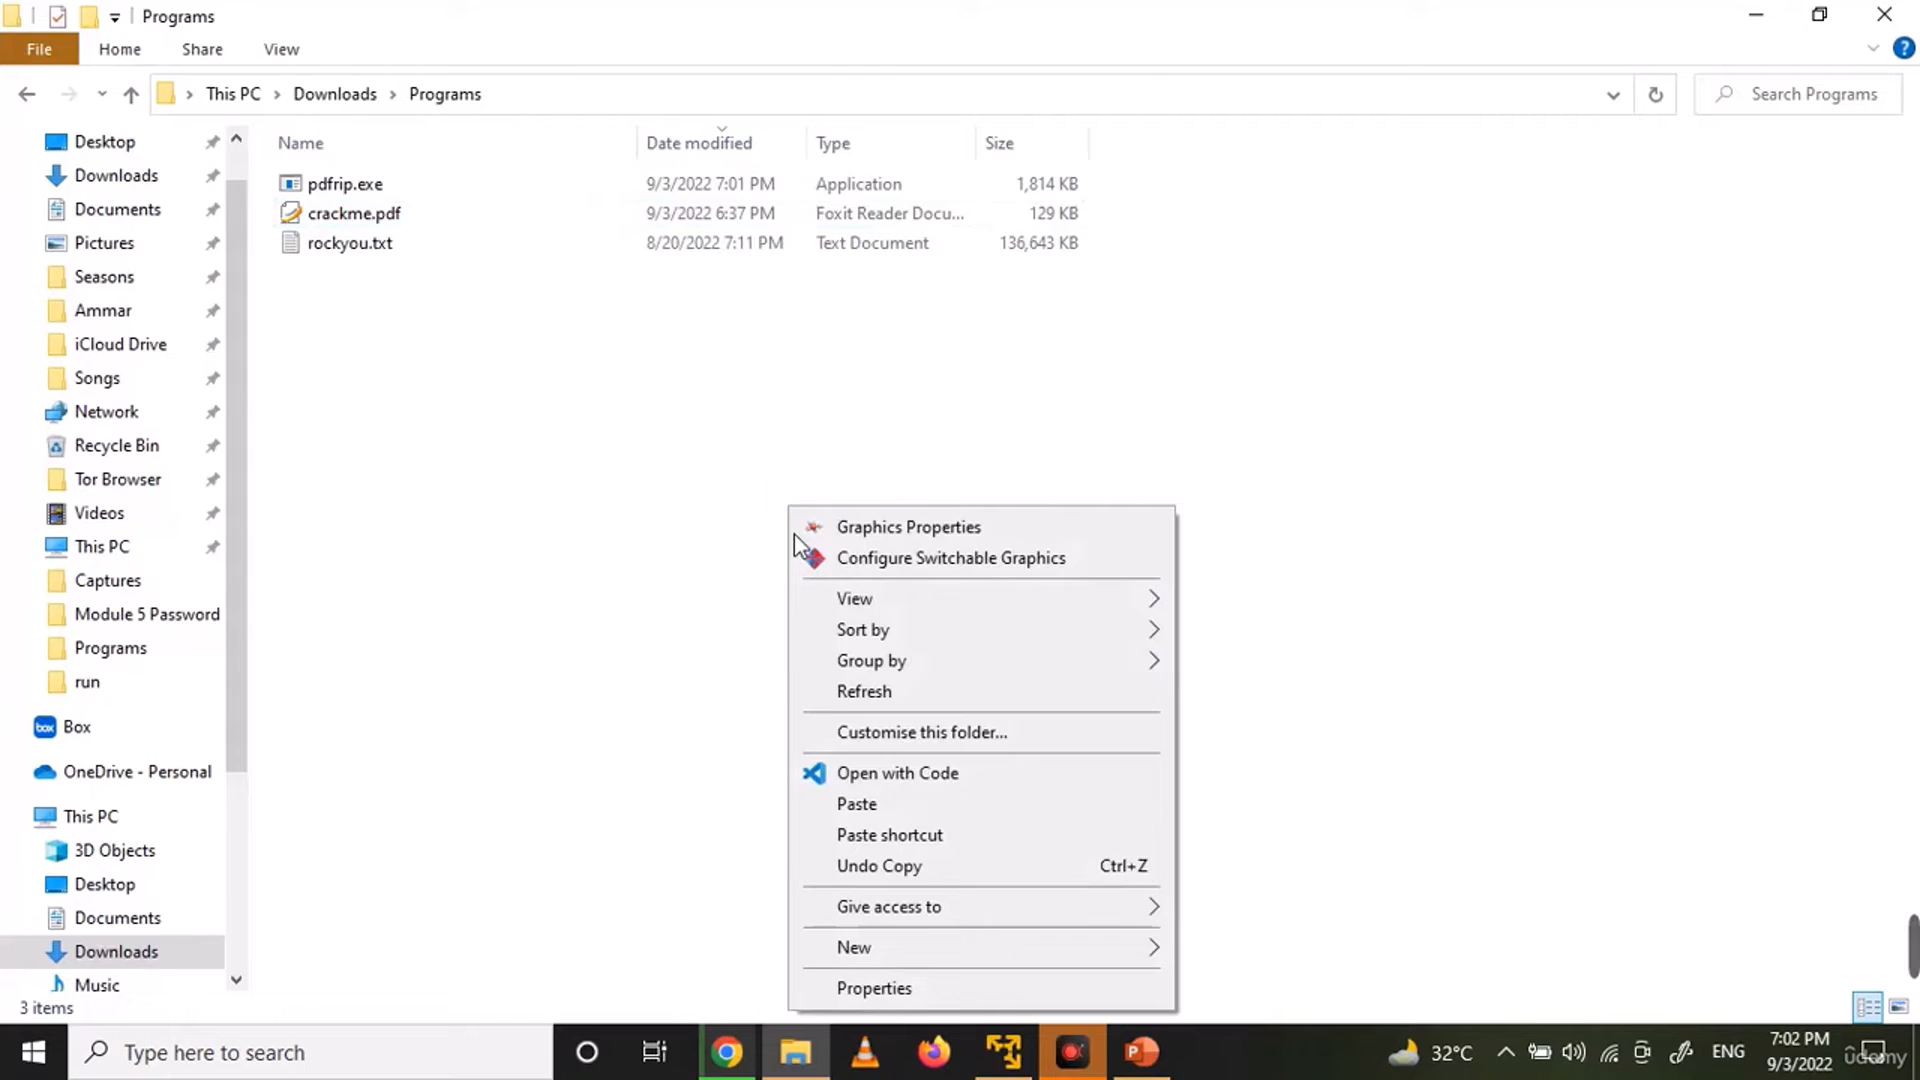 Programs
File Home Share View
This PC Downloads Programs Search Programs
Name Date modified Type Size
pdfrip.exe 9/3/2022 7:01 PM Application 1,814 KB
crackme.pdf 9/3/2022 6:37 PM Foxit Reader Docu... 129 KB
rockyou.txt 8/20/2022 7:11 PM Text Document 136,643 KB
Desktop
Downloads
Documents
Pictures
Seasons
Ammar
iCloud Drive
Songs
Network
Recycle Bin
Tor Browser
Videos
This PC
Captures
Module 5 Password
Programs
run
box Box
OneDrive - Personal
This PC
3D Objects
Desktop
Documents
Downloads
Music
3 items
Graphics Properties
Configure Switchable Graphics
View
Sort by
Group by
Refresh
Customise this folder...
Open with Code
Paste
Paste shortcut
Undo Copy Ctrl+Z
Give access to
New
Properties
Type here to search
32°C
ENG
7:02 PM
9/3/2022
udemy